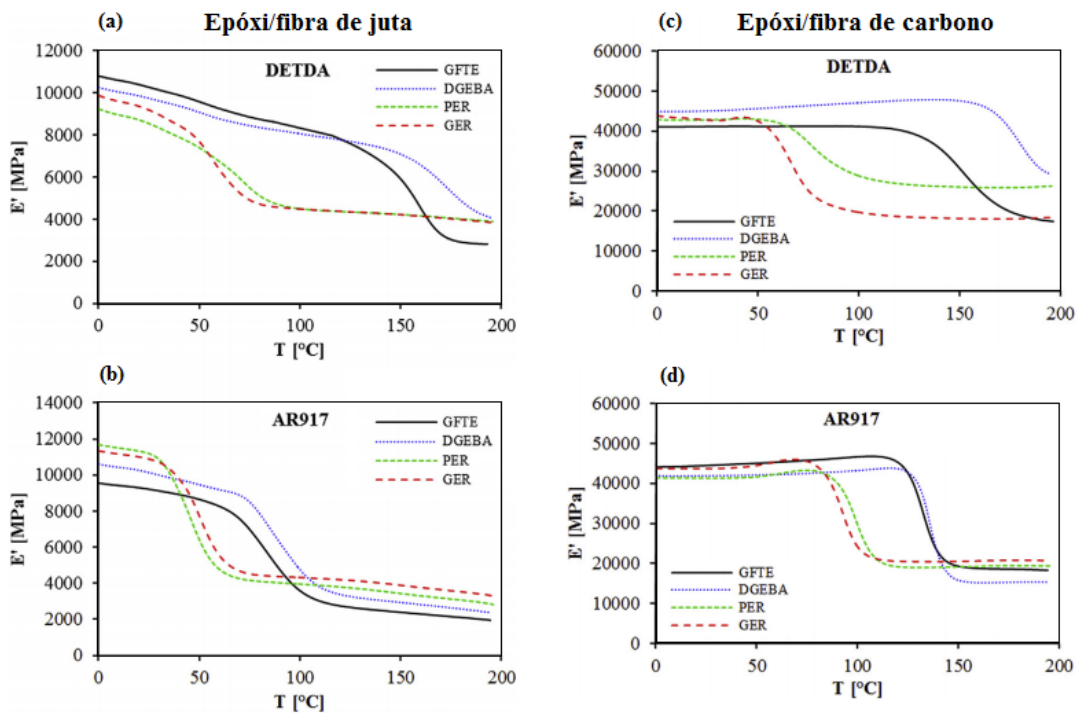 (a) Epóxi/fibra de juta
12000
10000
8000
6000
4000
2000
0
E' [MPa]
DETDA
GFTE
DGEBA
PER
GER
0 50 100 150 200
T [°C]
(c) Epóxi/fibra de carbono
60000
50000
40000
30000
20000
10000
0
E' [MPa]
DETDA
GFTE
DGEBA
PER
GER
0 50 100 150 200
T [°C]
(b)
14000
12000
10000
8000
6000
4000
2000
0
E' [MPa]
AR917
GFTE
DGEBA
PER
GER
0 50 100 150 200
T [°C]
(d)
60000
50000
40000
30000
20000
10000
0
E' [MPa]
AR917
GFTE
DGEBA
PER
GER
0 50 100 150 200
T [°C]